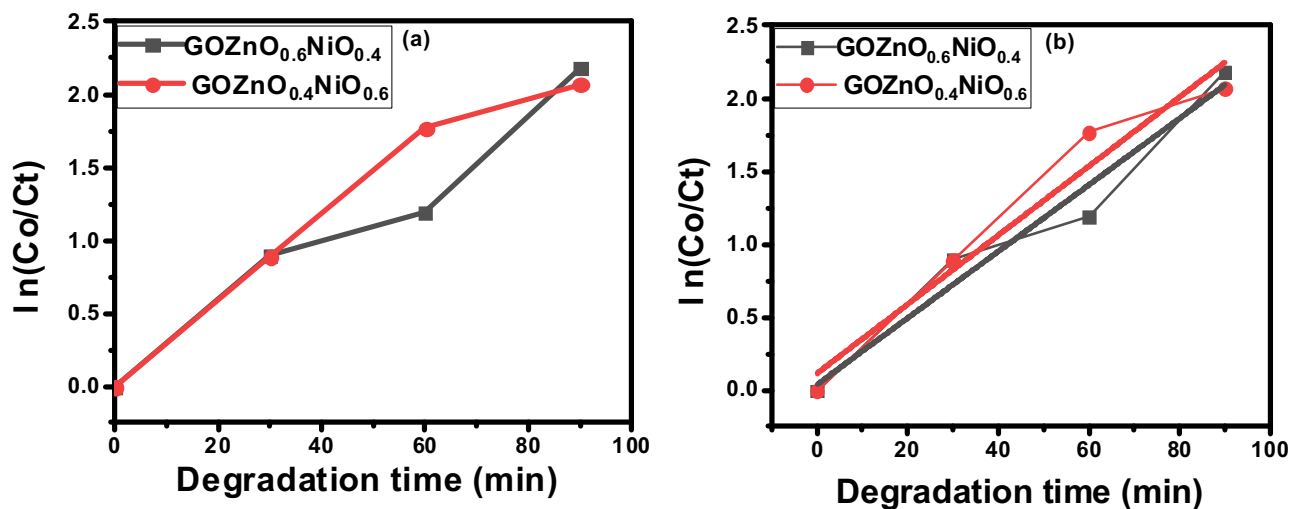 2.5
2.0
1.5
1.0
0.5
0.0
ln(Co/Ct)
GOZnO0.6NiO0.4
GOZnO0.4NiO0.6
(a)
0 20 40 60 80 100
Degradation time (min)
2.5
2.0
1.5
1.0
0.5
0.0
ln(Co/Ct)
GOZnO0.6NiO0.4
GOZnO0.4NiO0.6
(b)
0 20 40 60 80 100
Degradation time (min)